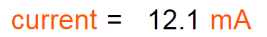 current = 12.1 mA